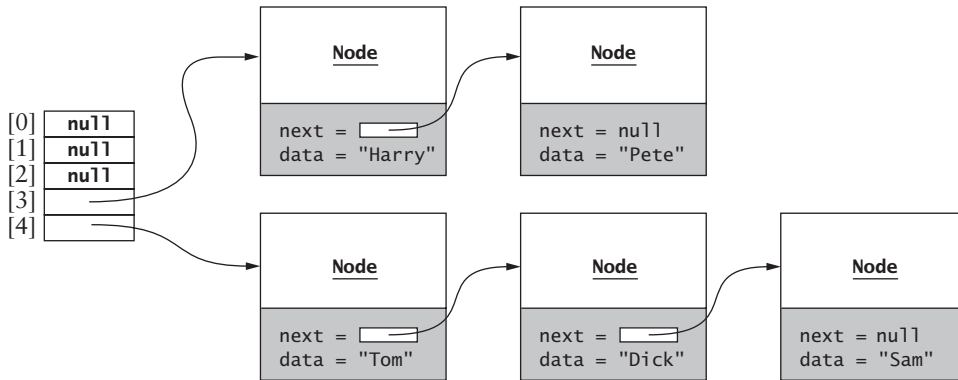 Node
Node
[0] null
[1] null
[2] null
[3]
[4]
next =
data = "Harry"
next = null
data = "Pete"
Node
Node
Node
next =
data = "Tom"
next =
data = "Dick"
next = null
data = "Sam"